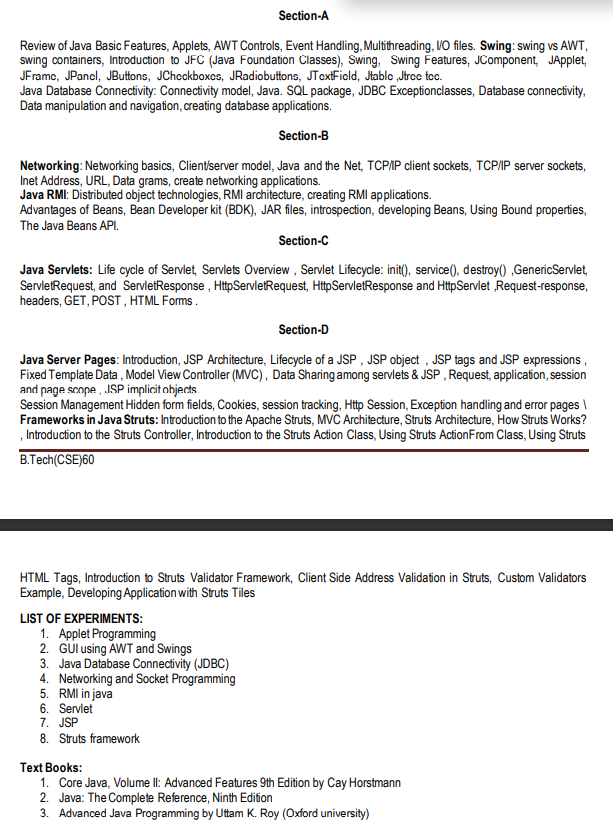 Section-A
Review of Java Basic Features, Applets, AWT Controls, Event Handling, Multithreading, I/O files. Swing: swing vs AWT,
swing containers, Introduction to JFC (Java Foundation Classes), Swing, Swing Features, JComponent, JApplet,
JFrame, JPanel, JButtons, JCheckboxes, JRadiobuttons, JTextField, Jtable ,Jtree tec.
Java Database Connectivity: Connectivity model, Java. SQL package, JDBC Exceptionclasses, Database connectivity,
Data manipulation and navigation, creating database applications.
Section-B
Networking: Networking basics, Client/server model, Java and the Net, TCP/IP client sockets, TCP/IP server sockets,
Inet Address, URL, Data grams, create networking applications.
Java RMI: Distributed object technologies, RMI architecture, creating RMI applications.
Advantages of Beans, Bean Developer kit (BDK), JAR files, introspection, developing Beans, Using Bound properties,
The Java Beans API.
Section-C
Java Servlets: Life cycle of Servlet, Servlets Overview , Servlet Lifecycle: init(), service(), destroy() ,GenericServlet,
ServletRequest, and ServletResponse , HttpServletRequest, HttpServletResponse and HttpServlet ,Request-response,
headers, GET, POST , HTML Forms .
Section-D
Java Server Pages: Introduction, JSP Architecture, Lifecycle of a JSP , JSP object , JSP tags and JSP expressions ,
Fixed Template Data , Model View Controller (MVC) , Data Sharing among servlets & JSP , Request, application, session
and page scope , JSP implicit objects.
Session Management Hidden form fields, Cookies, session tracking, Http Session, Exception handling and error pages \
Frameworks in Java Struts: Introduction to the Apache Struts, MVC Architecture, Struts Architecture, How Struts Works?
, Introduction to the Struts Controller, Introduction to the Struts Action Class, Using Struts ActionFrom Class, Using Struts
B.Tech(CSE)60
HTML Tags, Introduction to Struts Validator Framework, Client Side Address Validation in Struts, Custom Validators
Example, Developing Application with Struts Tiles
LIST OF EXPERIMENTS:
1. Applet Programming
2. GUI using AWT and Swings
3. Java Database Connectivity (JDBC)
4. Networking and Socket Programming
5. RMI in java
6. Servlet
7. JSP
8. Struts framework
Text Books:
1. Core Java, Volume II: Advanced Features 9th Edition by Cay Horstmann
2. Java: The Complete Reference, Ninth Edition
3. Advanced Java Programming by Uttam K. Roy (Oxford university)